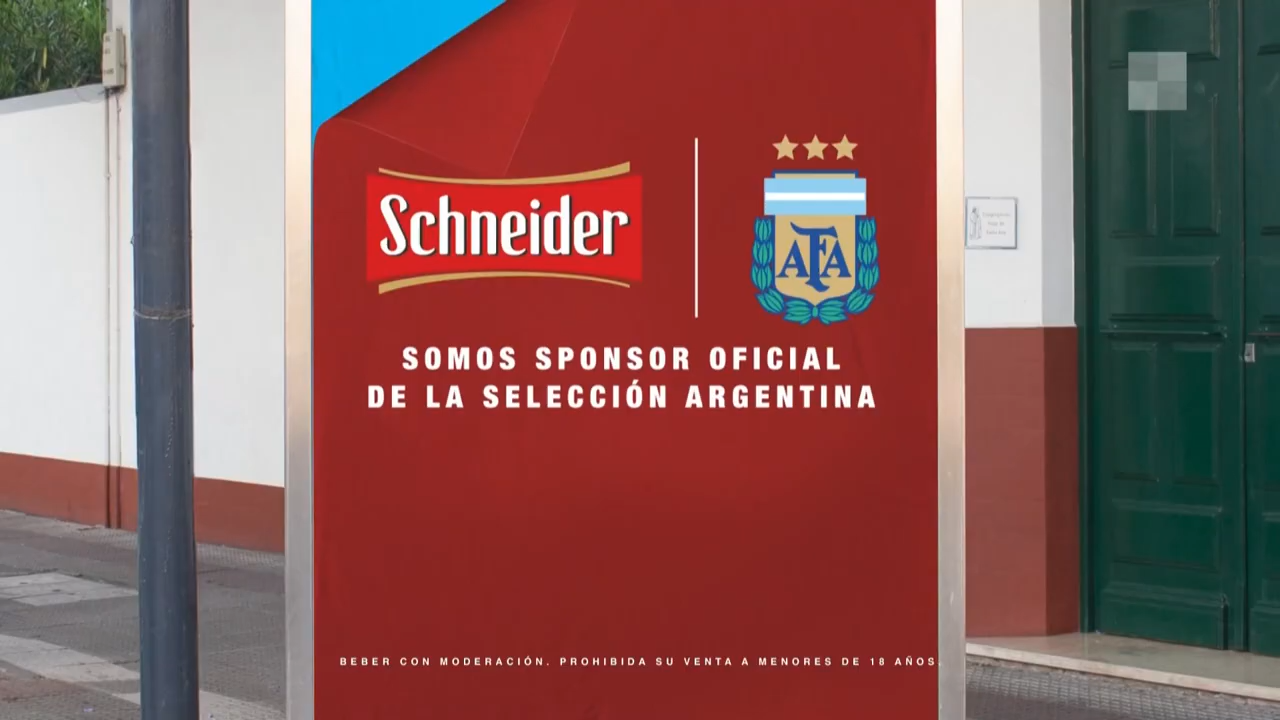 Schneider
AFA
SOMOS SPONSOR OFICIAL
DE LA SELECCIÓN ARGENTINA
BEBER CON MODERACIÓN. PROHIBIDA SU VENTA A MENORES DE 18 AÑOS.